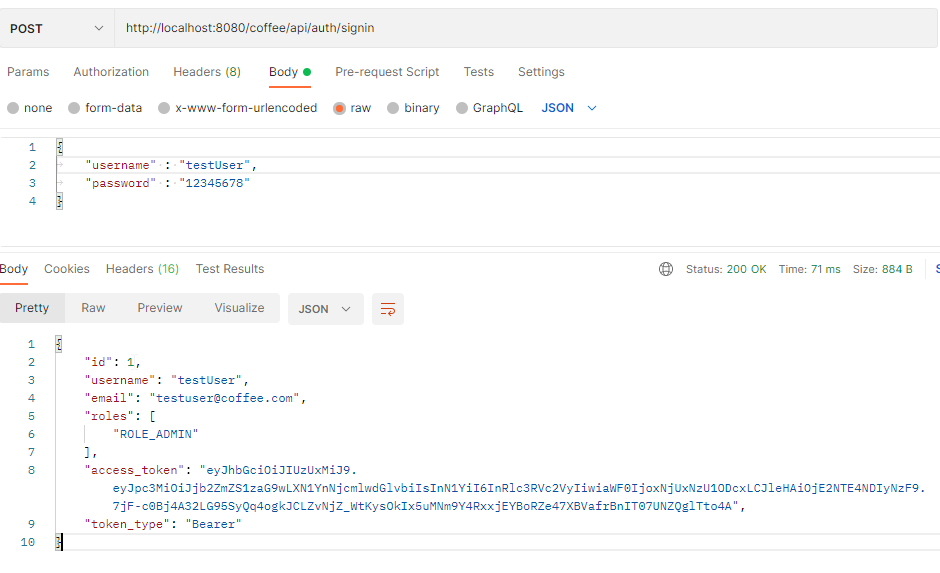 POST http://localhost:8080/coffee/api/auth/signin
Params Authorization Headers (8) Body Pre-request Script Tests Settings
none form-data x-www-form-urlencoded raw binary GraphQL JSON
1 {
2 "username" : "testUser",
3 "password" : "12345678"
4 }
Body Cookies Headers (16) Test Results Status: 200 OK Time: 71 ms Size: 884 B S
Pretty Raw Preview Visualize JSON
1 {
2 "id": 1,
3 "username": "testUser",
4 "email": "testuser@coffee.com",
5 "roles": [
6 "ROLE_ADMIN"
7 ],
8 "access_token": "eyJhbGciOiJIUzUxMiJ9.
eyJpc3MiOiJjb2ZmZS1zaG9wLXN1YnNjcmlwdGlvbiIsInN1YiI6InRlc3RVc2VyIiwiaWF0IjoxNjUxNzU1ODcxLCJleHAiOjE2NTE4NDIyNzF9.
7jF-c0Bj4A32LG95SyQq4ogkJCLZvNjZ_WtKysOkIx5uMNm9Y4RxxjEYBoRZe47XBVafrBnIT07UNZQglTto4A",
9 "token_type": "Bearer"
10 }